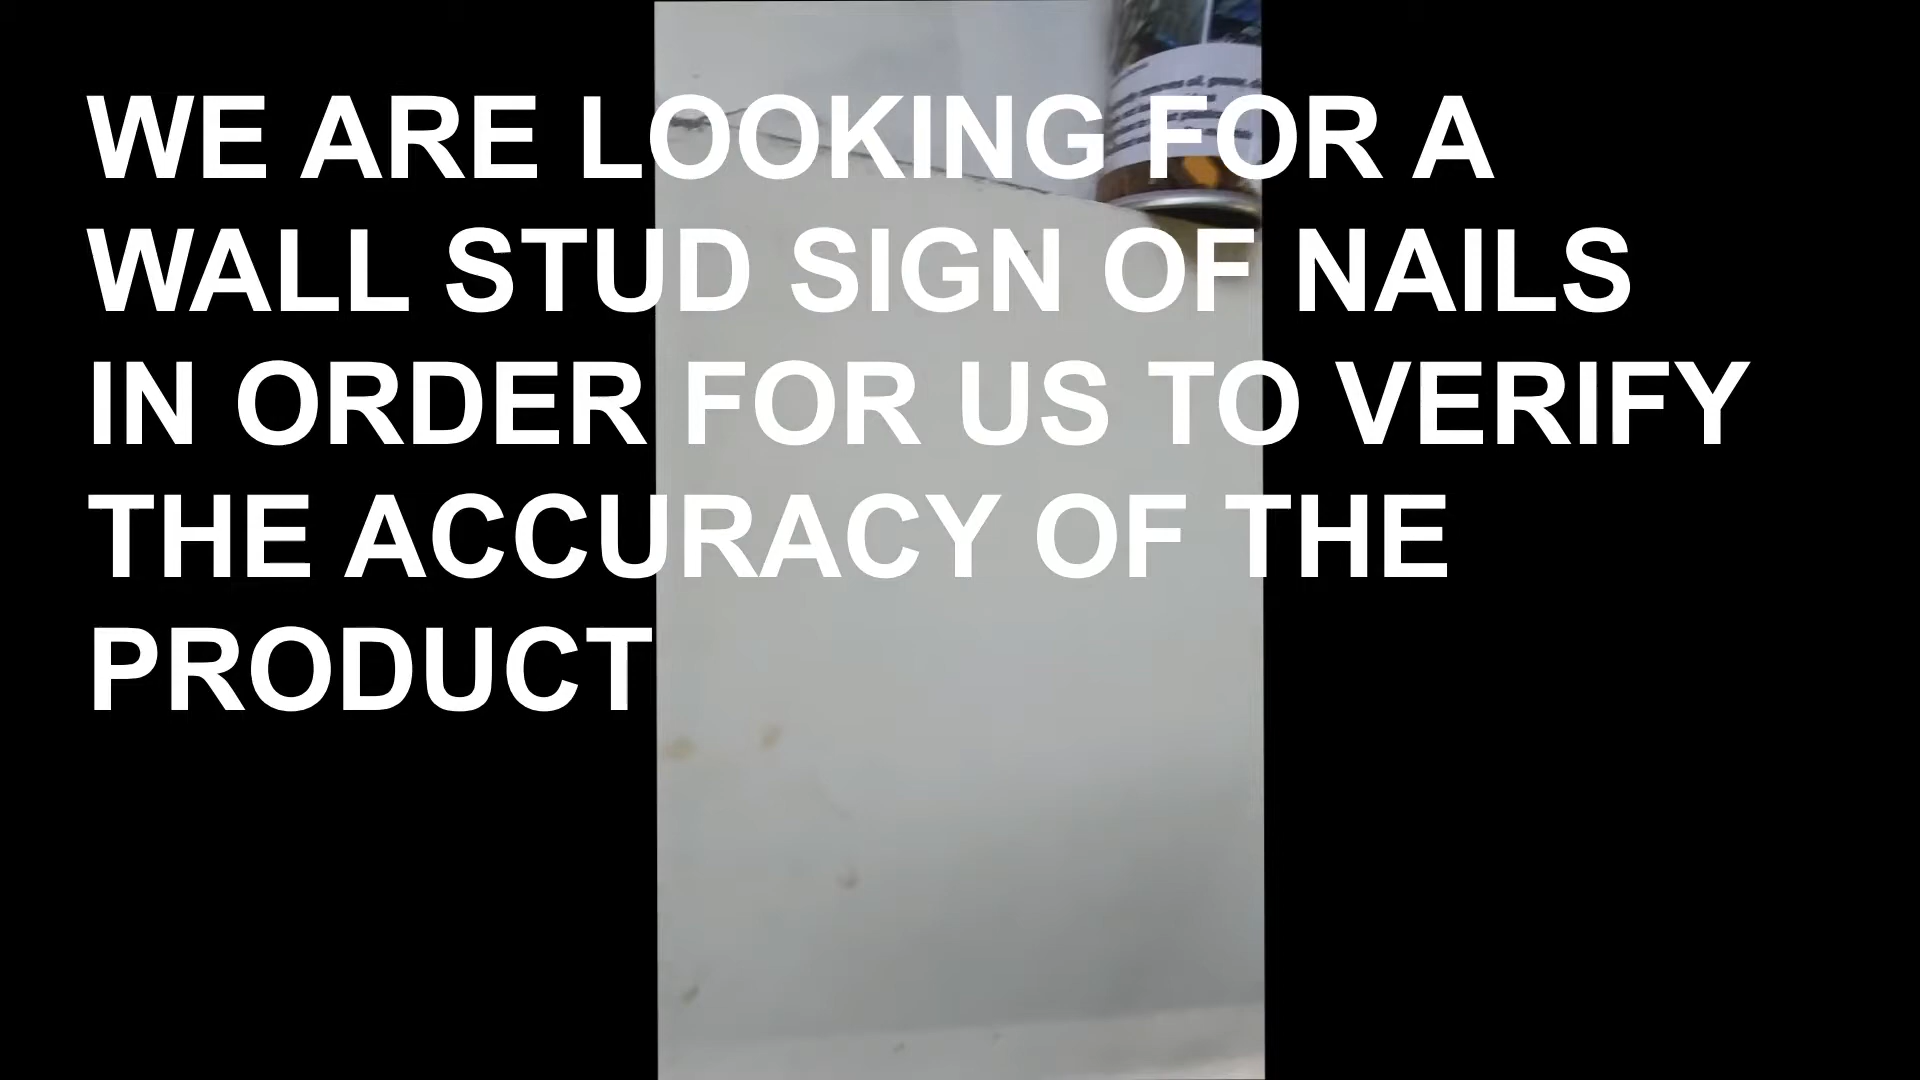 WE ARE LOOKING FOR A
WALL STUD SIGN OF NAILS
IN ORDER FOR US TO VERIFY
THE ACCURACY OF THE
PRODUCT